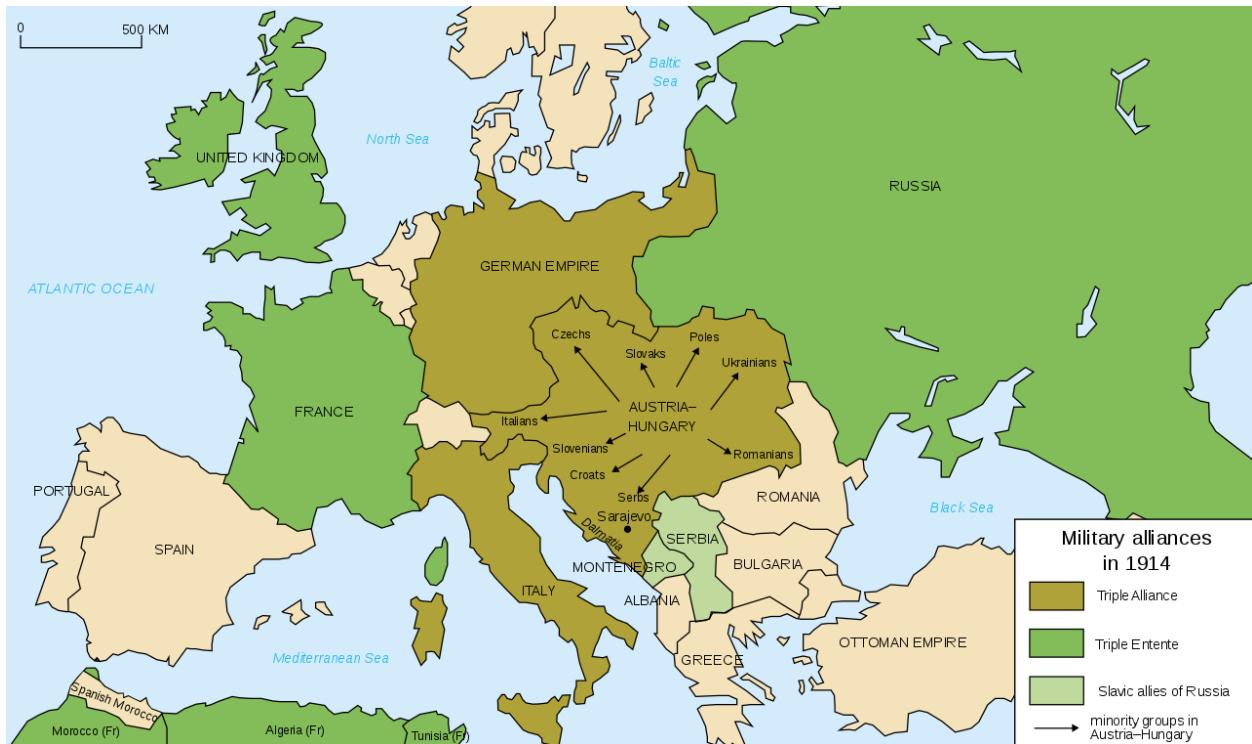 0 500 KM
Baltic
Sea
North Sea
UNITED KINGDOM
RUSSIA
GERMAN EMPIRE
ATLANTIC OCEAN
Czechs
Poles
Slovaks
Ukrainians
FRANCE
AUSTRIA–
HUNGARY
Italians
Slovenians
Romanians
Croats
PORTUGAL
Serbs
ROMANIA
Black Sea
Sarajevo
Dalmatia
SERBIA
SPAIN
MONTENEGRO
BULGARIA
ITALY
ALBANIA
OTTOMAN EMPIRE
Mediterranean Sea
GREECE
Spanish Morocco
Morocco (Fr)
Algeria (Fr)
Tunisia (Fr)
Military alliances
in 1914
Triple Alliance
Triple Entente
Slavic allies of Russia
minority groups in
Austria–Hungary